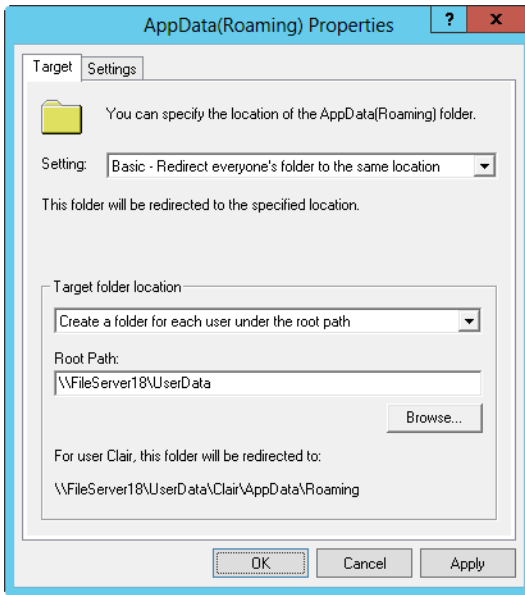 AppData(Roaming) Properties
?
x
Target
Settings
You can specify the location of the AppData(Roaming) folder.
Setting:
Basic - Redirect everyone's folder to the same location
This folder will be redirected to the specified location.
Target folder location
Create a folder for each user under the root path
Root Path:
\\FileServer18\UserData
Browse...
For user Clair, this folder will be redirected to:
\\FileServer18\UserData\Clair\AppData\Roaming
OK
Cancel
Apply